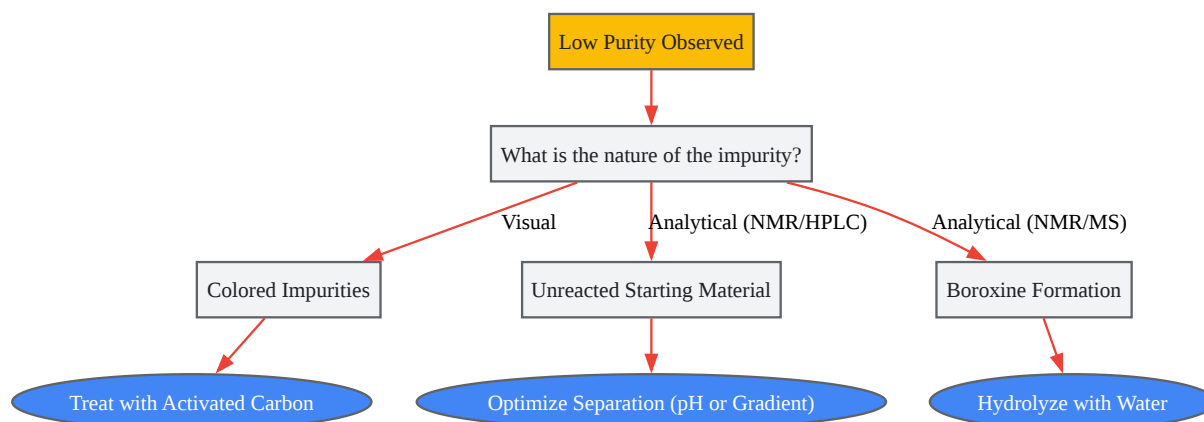 Low Purity Observed
What is the nature of the impurity?
Visual
Analytical (NMR/HPLC)
Analytical (NMR/MS)
Colored Impurities
Unreacted Starting Material
Boroxine Formation
Treat with Activated Carbon
Optimize Separation (pH or Gradient)
Hydrolyze with Water